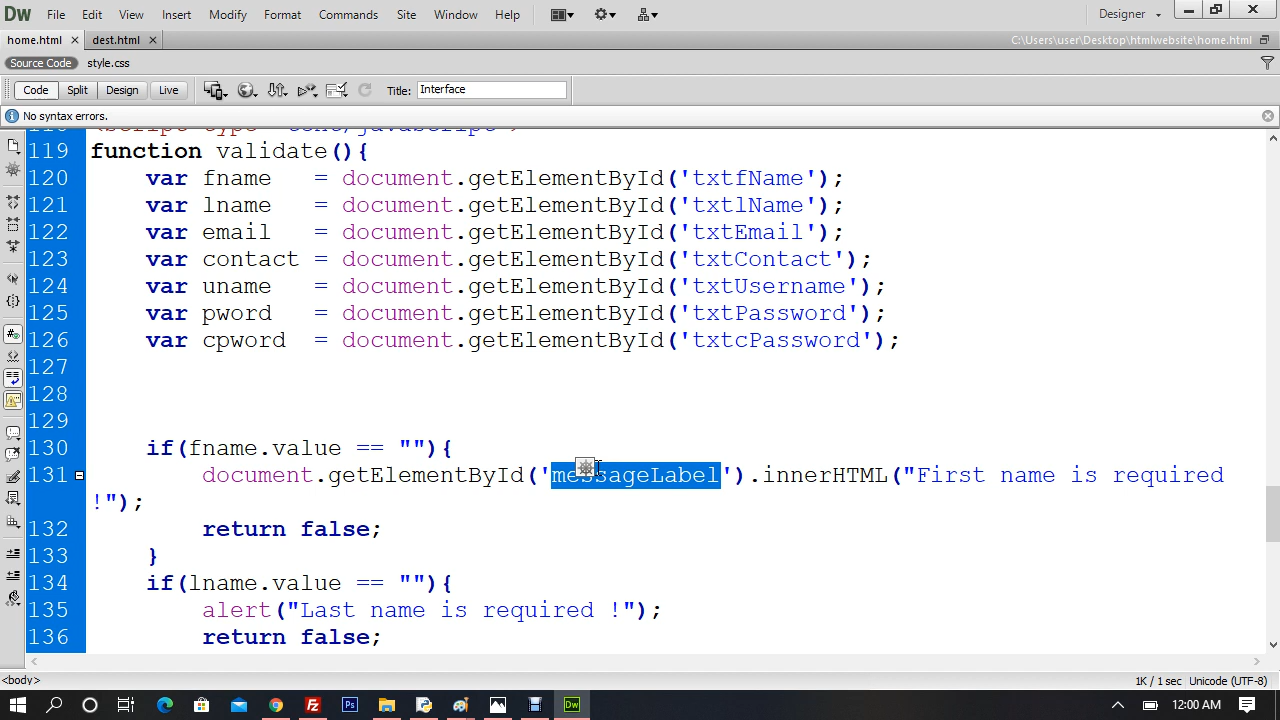 Dw File Edit View Insert Modify Format Commands Site Window Help Designer
home.html × dest.html × C:\Users\user\Desktop\htmlwebsite\home.html
Source Code style.css
Code Split Design Live Title: Interface
No syntax errors.
119 function validate(){
120 var fname = document.getElementById('txtfName');
121 var lname = document.getElementById('txtlName');
122 var email = document.getElementById('txtEmail');
123 var contact = document.getElementById('txtContact');
124 var uname = document.getElementById('txtUsername');
125 var pword = document.getElementById('txtPassword');
126 var cpword = document.getElementById('txtcPassword');
127
128
129
130 if(fname.value == ""){
131 document.getElementById('messageLabel').innerHTML("First name is required
!");
132 return false;
133 }
134 if(lname.value == ""){
135 alert("Last name is required !");
136 return false;
<body> 1K / 1 sec Unicode (UTF-8)
Fz Ps Dw 12:00 AM